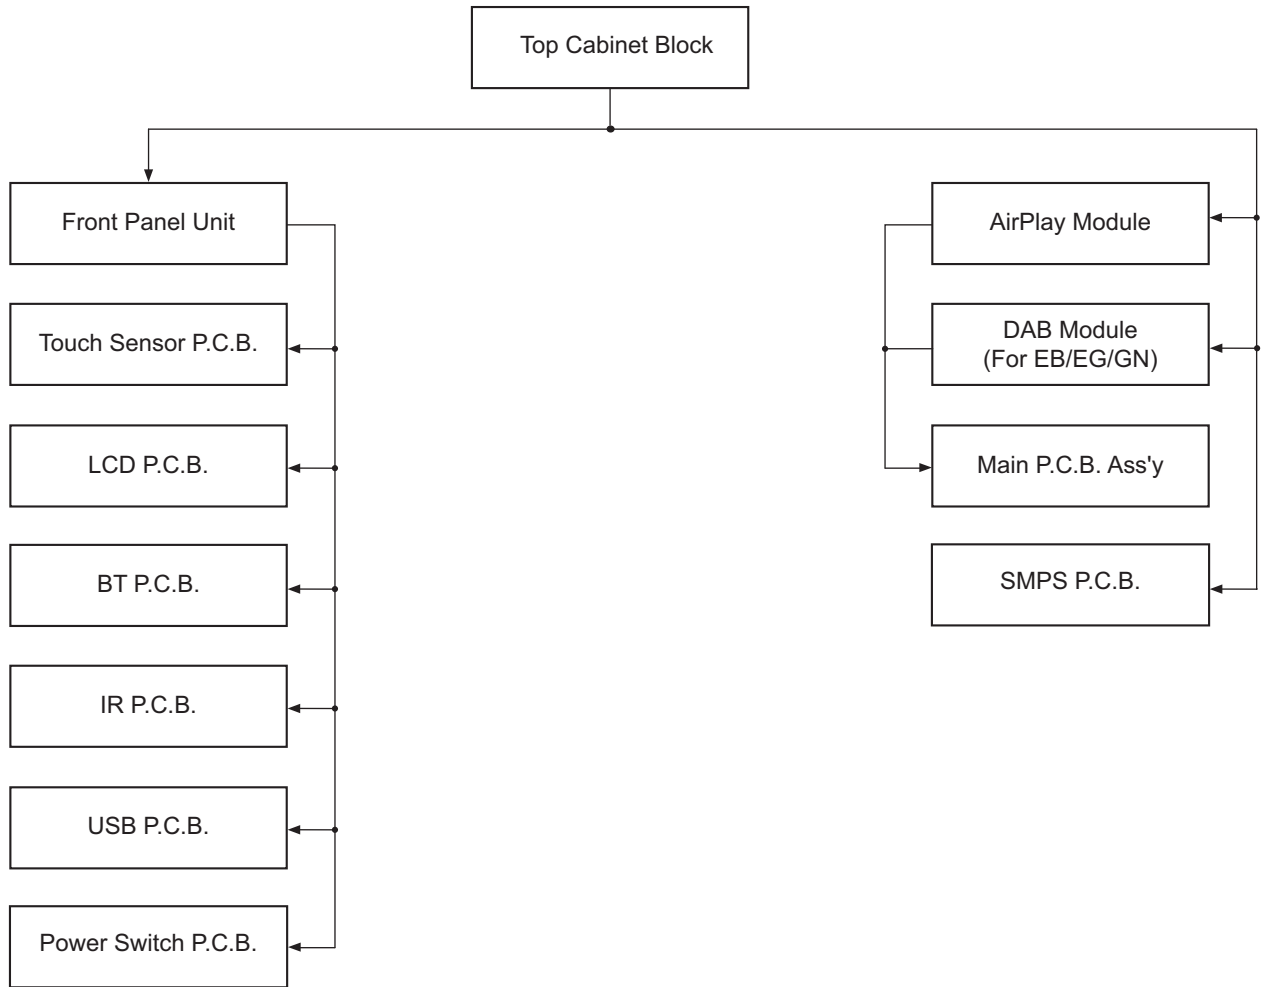 Top Cabinet Block
Front Panel Unit
Touch Sensor P.C.B.
LCD P.C.B.
BT P.C.B.
IR P.C.B.
USB P.C.B.
Power Switch P.C.B.
AirPlay Module
DAB Module
(For EB/EG/GN)
Main P.C.B. Ass'y
SMPS P.C.B.